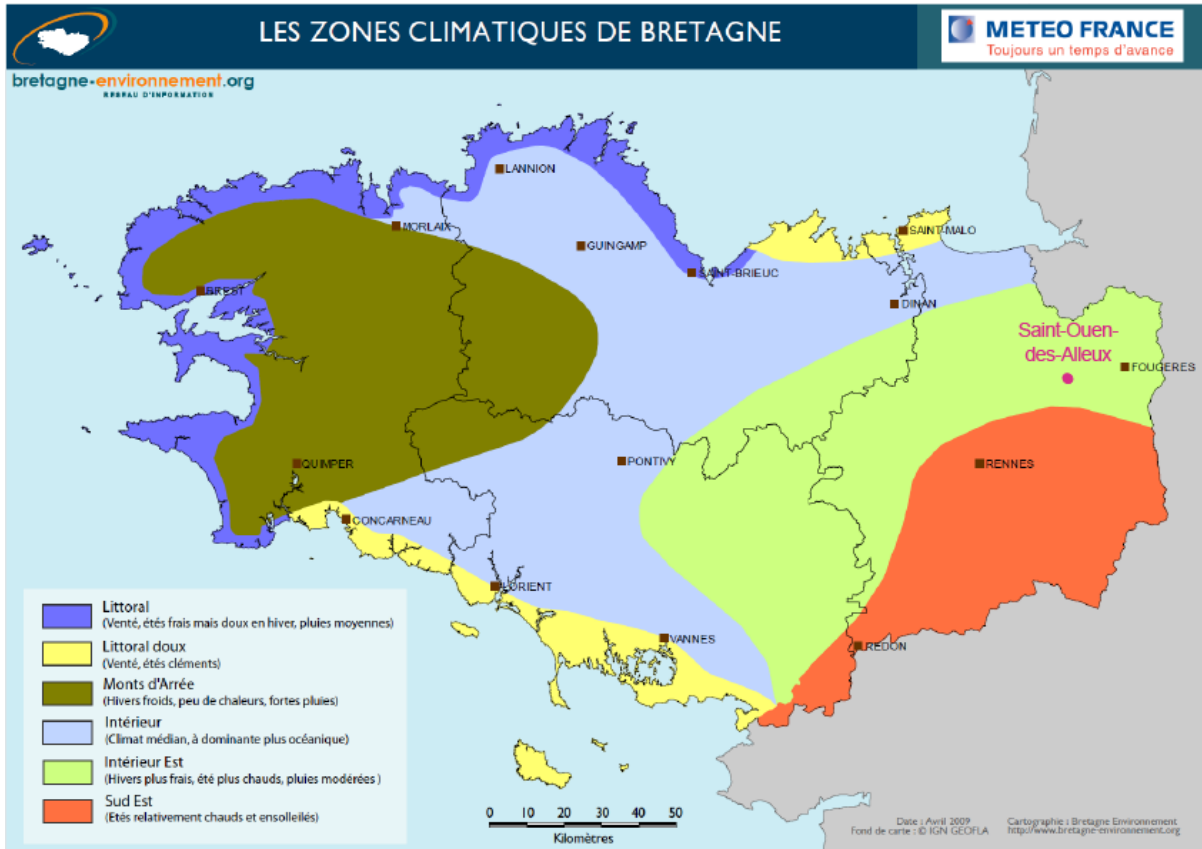 LES ZONES CLIMATIQUES DE BRETAGNE
METEO FRANCE
Toujours un temps d'avance
bretagne-environnement.org
RESEAU D'INFORMATION
LANNION
MORLAIX
GUINGAMP
SAINT-MALO
SAINT-BRIEUC
BREST
DINAN
Saint-Ouen-
des-Alleux
FOUGERES
QUIMPER
PONTIVY
RENNES
CONCARNEAU
LORIENT
VANNES
REDON
Littoral
(Venté, étés frais mais doux en hiver, pluies moyennes)
Littoral doux
(Venté, étés cléments)
Monts d'Arrée
(Hivers froids, peu de chaleurs, fortes pluies)
Intérieur
(Climat médian, à dominante plus océanique)
Intérieur Est
(Hivers plus frais, été plus chauds, pluies modérées )
Sud Est
(Etés relativement chauds et ensolleilés)
0 10 20 30 40 50
Kilomètres
Date : Avril 2009 Cartographie : Bretagne Environnement
Fond de carte : © IGN GEOFLA http://www.bretagne-environnement.org